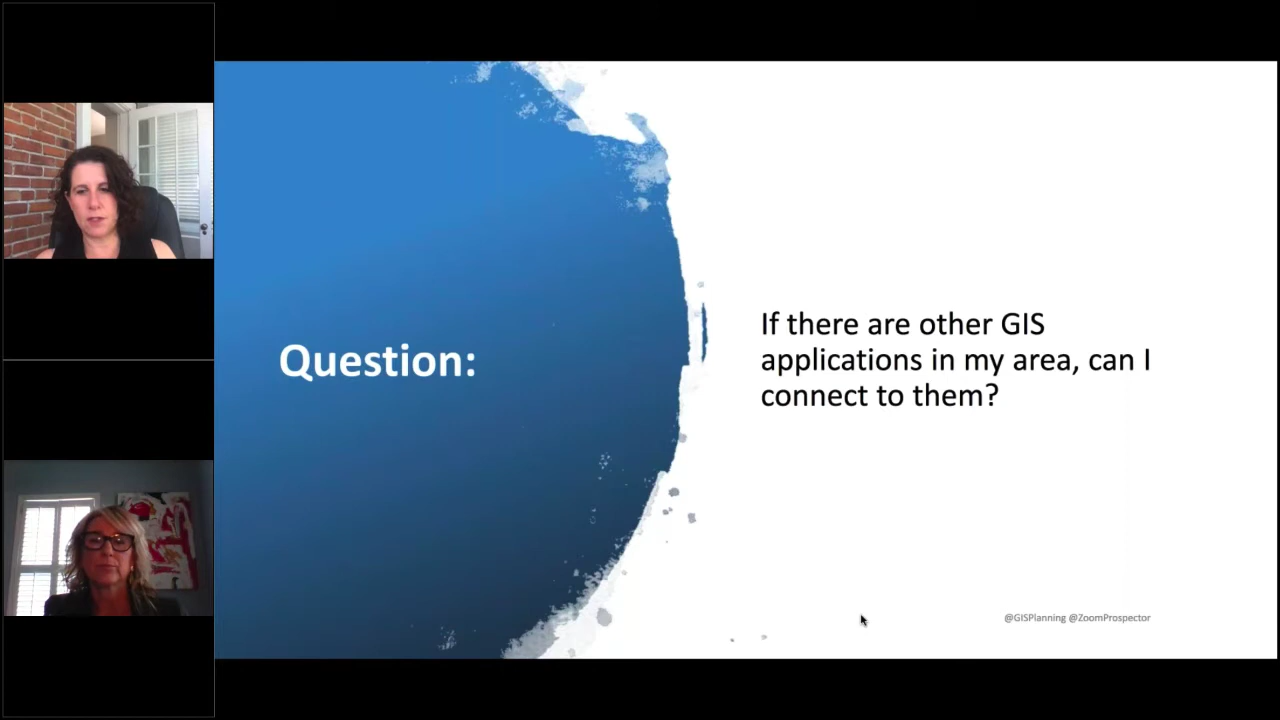 Question:
If there are other GIS
applications in my area, can I
connect to them?
@GISPlanning @ZoomProspector